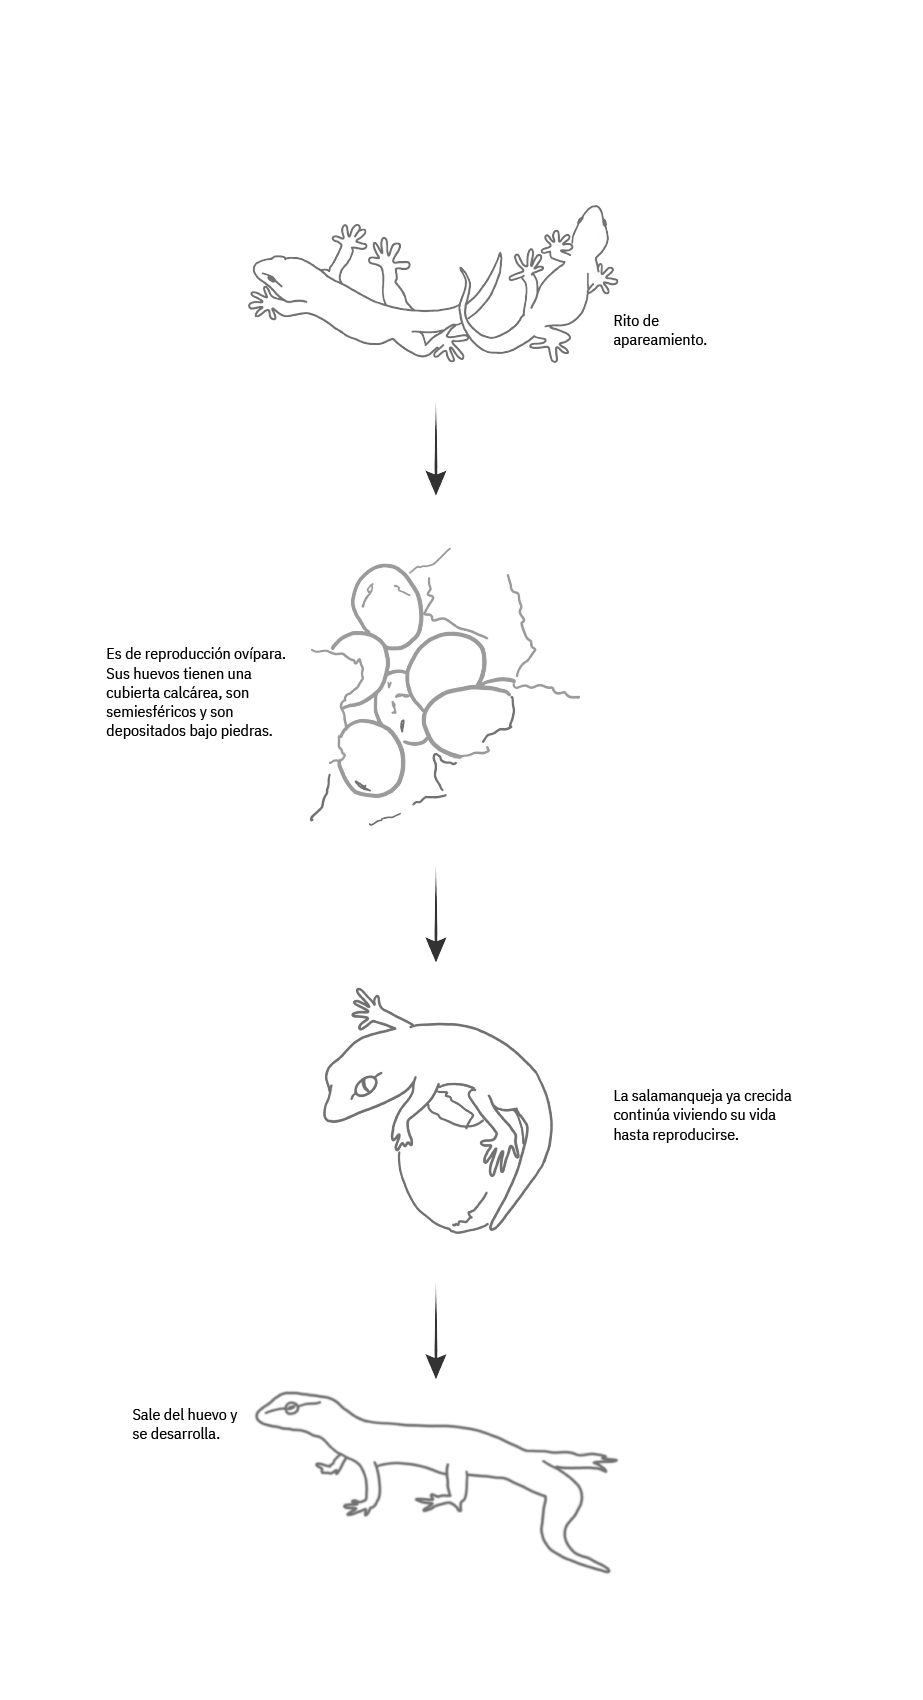 Rito de
apareamiento.
Es de reproducción ovípara.
Sus huevos tienen una
cubierta calcárea, son
semiesféricos y son
depositados bajo piedras.
La salamanqueja ya crecida
continúa viviendo su vida
hasta reproducirse.
Sale del huevo y
se desarrolla.